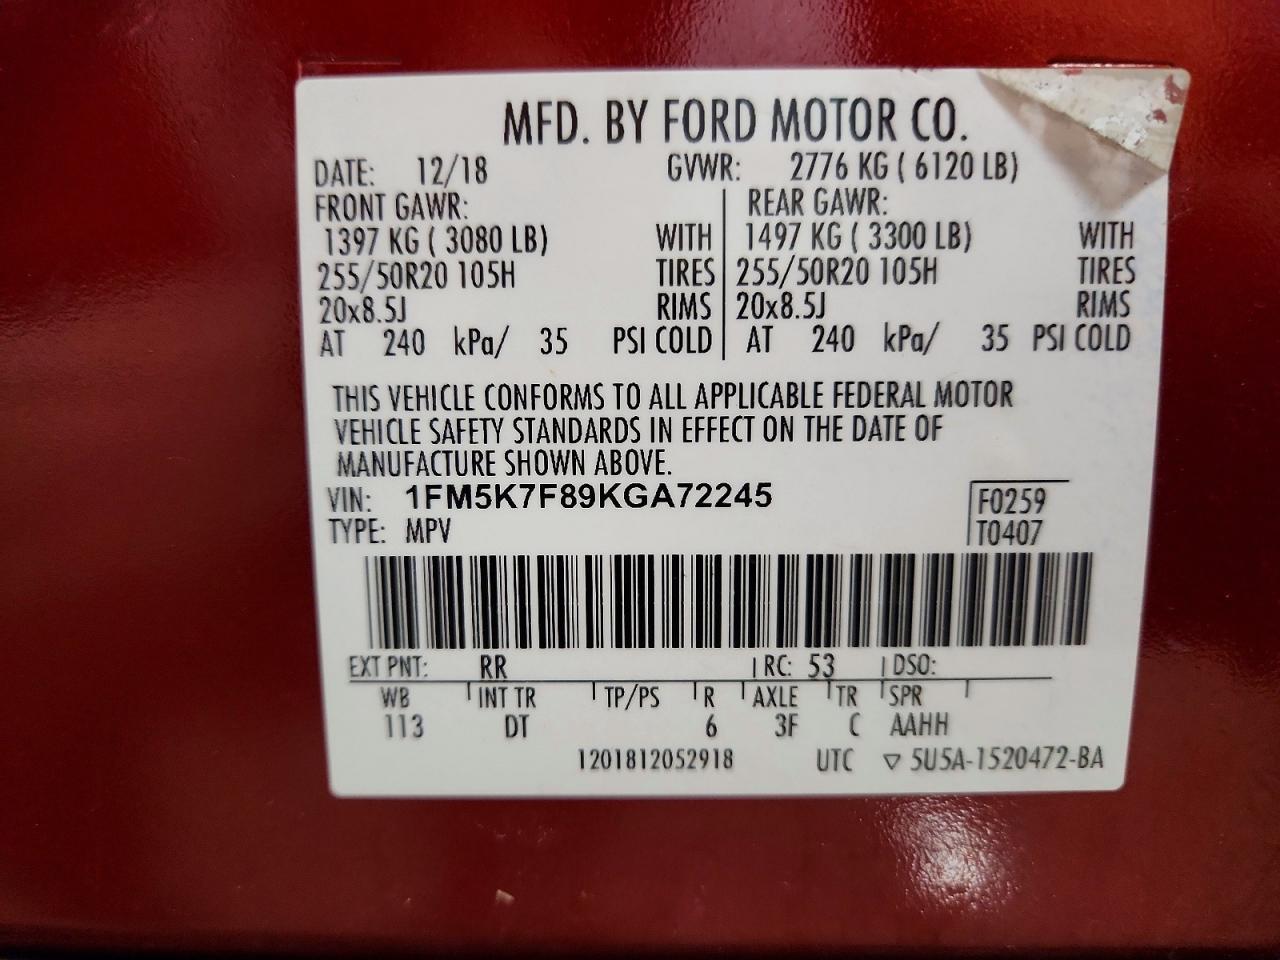 MFD. BY FORD MOTOR CO.
DATE: 12/18 GVWR: 2776 KG ( 6120 LB)
FRONT GAWR: REAR GAWR:
1397 KG ( 3080 LB) WITH 1497 KG ( 3300 LB) WITH
255/50R20 105H TIRES 255/50R20 105H TIRES
20x8.5J RIMS 20x8.5J RIMS
AT 240 kPa/ 35 PSI COLD AT 240 kPa/ 35 PSI COLD
THIS VEHICLE CONFORMS TO ALL APPLICABLE FEDERAL MOTOR
VEHICLE SAFETY STANDARDS IN EFFECT ON THE DATE OF
MANUFACTURE SHOWN ABOVE.
VIN: 1FM5K7F89KGA72245 F0259
TYPE: MPV T0407
EXT PNT: RR RC: 53 DSO:
WB INT TR TP/PS R AXLE TR SPR
113 DT 6 3F C AAHH
1201812052918 UTC ▽ 5U5A-1520472-BA